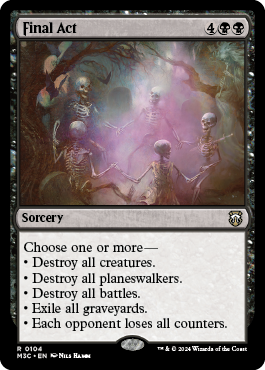 Final Act 4
Sorcery
Choose one or more—
• Destroy all creatures.
• Destroy all planeswalkers.
• Destroy all battles.
• Exile all graveyards.
• Each opponent loses all counters.
R 0104
M3C • EN Nils Hamm
™ & © 2024 Wizards of the Coast